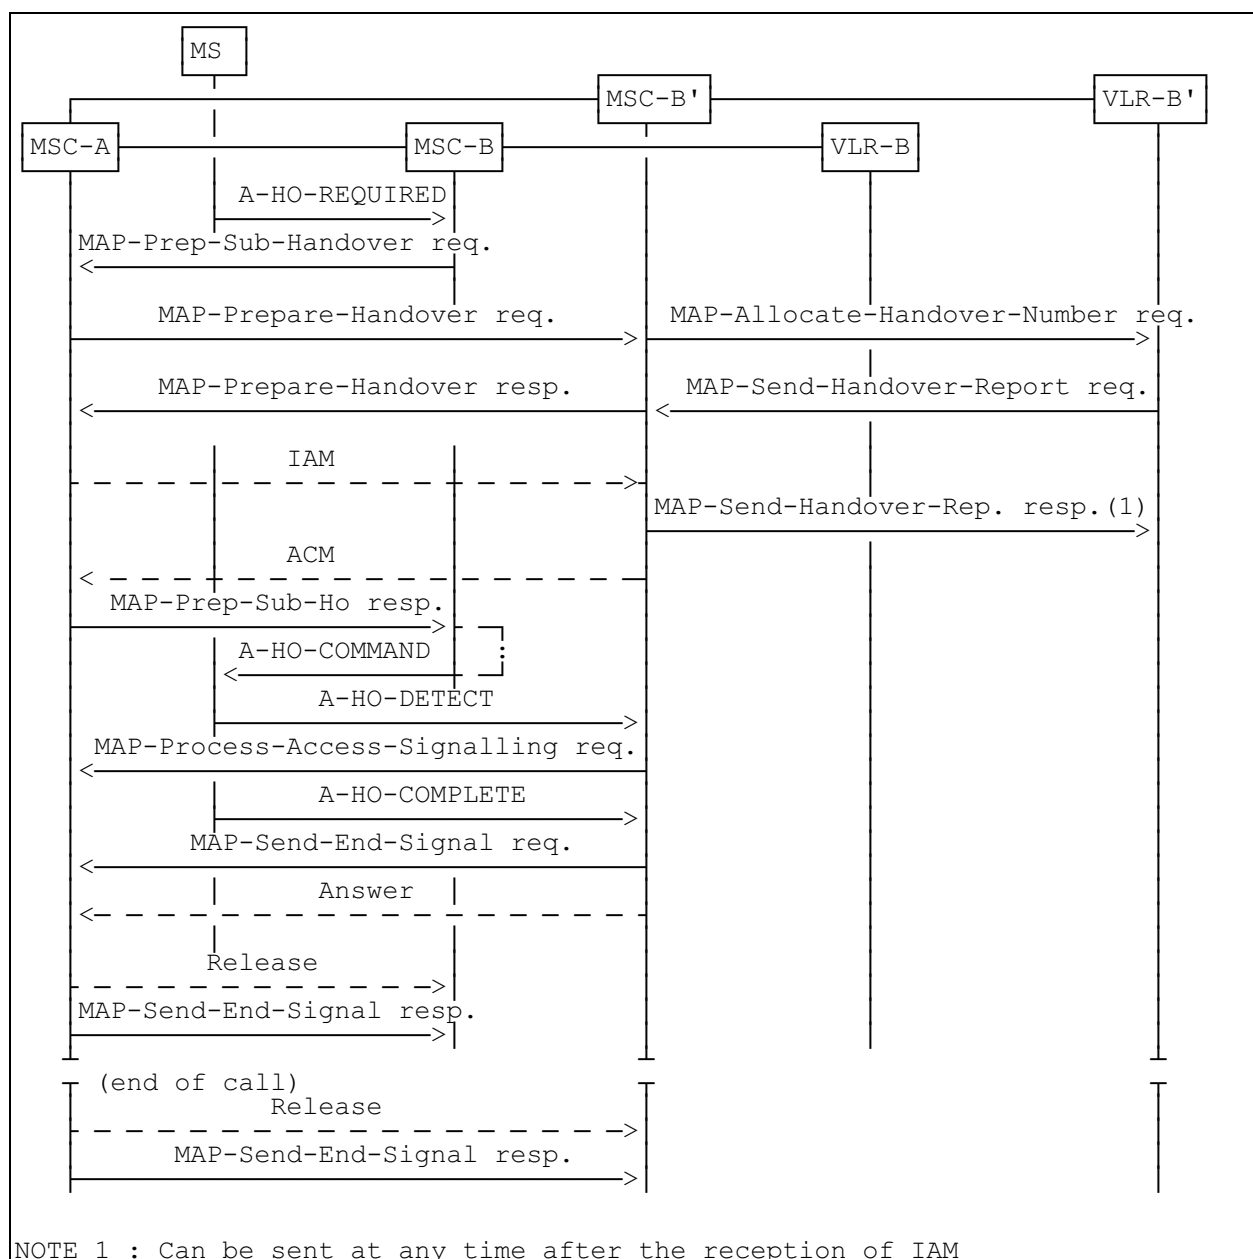 MS
MSC-B' VLR-B'
MSC-A MSC-B VLR-B
A-HO-REQUIRED
MAP-Prep-Sub-Handover req.
MAP-Prepare-Handover req. MAP-Allocate-Handover-Number req.
MAP-Prepare-Handover resp. MAP-Send-Handover-Report req.
IAM
MAP-Send-Handover-Rep. resp.(1)
ACM
MAP-Prep-Sub-Ho resp.
A-HO-COMMAND
A-HO-DETECT
MAP-Process-Access-Signalling req.
A-HO-COMPLETE
MAP-Send-End-Signal req.
Answer
Release
MAP-Send-End-Signal resp.
(end of call)
Release
MAP-Send-End-Signal resp.
NOTE 1 : Can be sent at any time after the reception of IAM